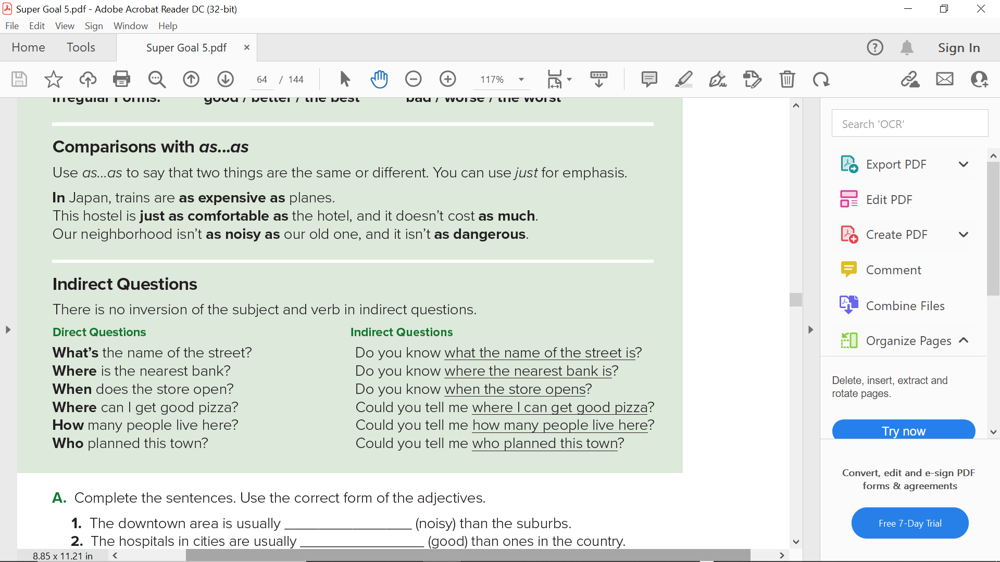 Super Goal 5.pdf - Adobe Acrobat Reader DC (32-bit)
File Edit View Sign Window Help
Home Tools Super Goal 5.pdf × Sign In
64 / 144 117%
Irregular Forms: good / better / the best bad / worse / the worst
Comparisons with as...as
Use as...as to say that two things are the same or different. You can use just for emphasis.
In Japan, trains are as expensive as planes.
This hostel is just as comfortable as the hotel, and it doesn’t cost as much.
Our neighborhood isn’t as noisy as our old one, and it isn’t as dangerous.
Indirect Questions
There is no inversion of the subject and verb in indirect questions.
Direct Questions Indirect Questions
What’s the name of the street? Do you know what the name of the street is?
Where is the nearest bank? Do you know where the nearest bank is?
When does the store open? Do you know when the store opens?
Where can I get good pizza? Could you tell me where I can get good pizza?
How many people live here? Could you tell me how many people live here?
Who planned this town? Could you tell me who planned this town?
A. Complete the sentences. Use the correct form of the adjectives.
1. The downtown area is usually ________________ (noisy) than the suburbs.
2. The hospitals in cities are usually ________________ (good) than ones in the country.
8.85 x 11.21 in
Search 'OCR'
Export PDF
Edit PDF
Create PDF
Comment
Combine Files
Organize Pages
Delete, insert, extract and
rotate pages.
Try now
Convert, edit and e-sign PDF
forms & agreements
Free 7-Day Trial